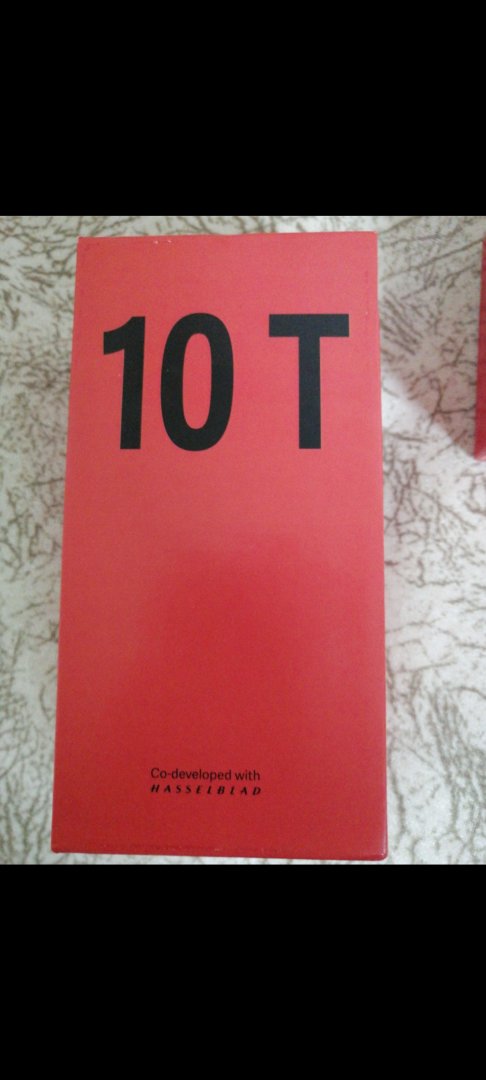 10 T
Co-developed with
HASSELBLAD